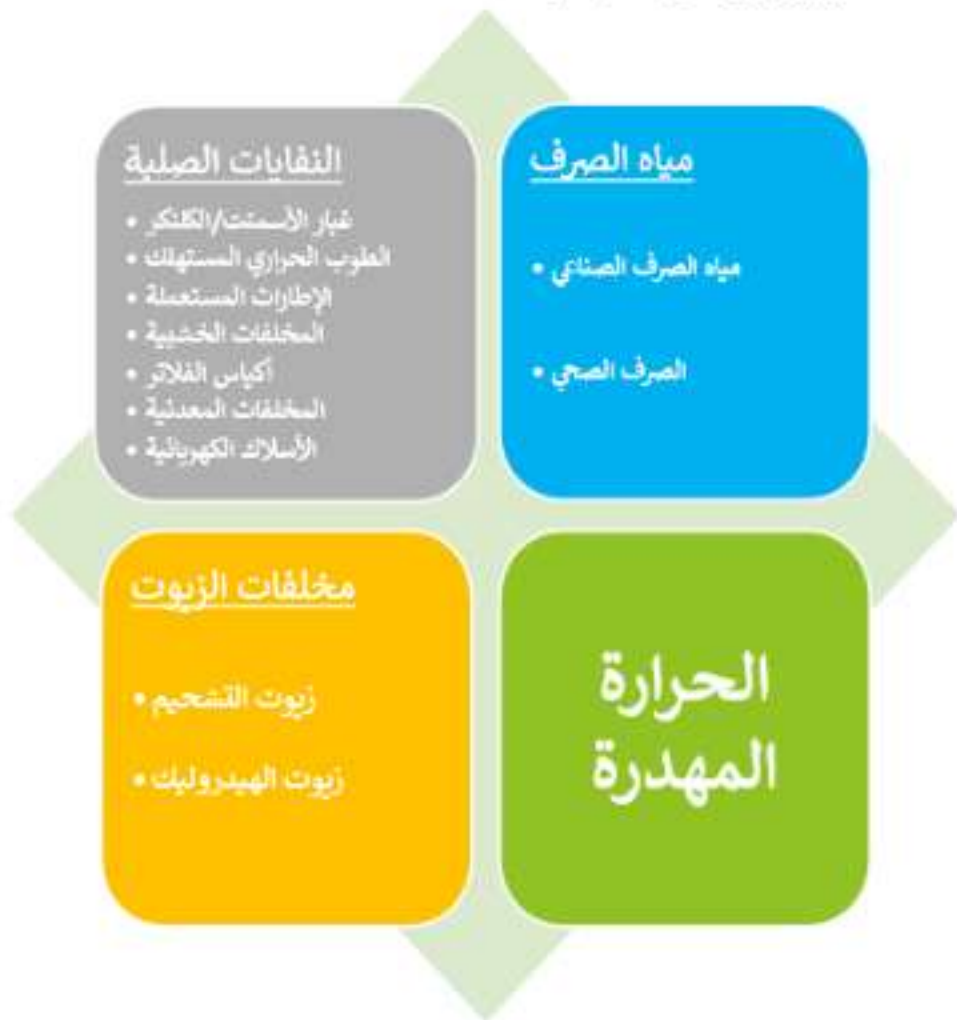 مياه الصرف
• مياه الصرف الصناعي
• الصرف الصحي
النفايات الصلبة
• غبار الأسمنت/الكلنكر
• الطوب الحراري المستهلك
• الإطارات المستعملة
• المخلفات الخشبية
• أكياس الفلاتر
• المخلفات المعدنية
• الأسلاك الكهربائية
الحرارة
المهدرة
مخلفات الزيوت
• زيوت التشحيم
• زيوت الهيدروليك